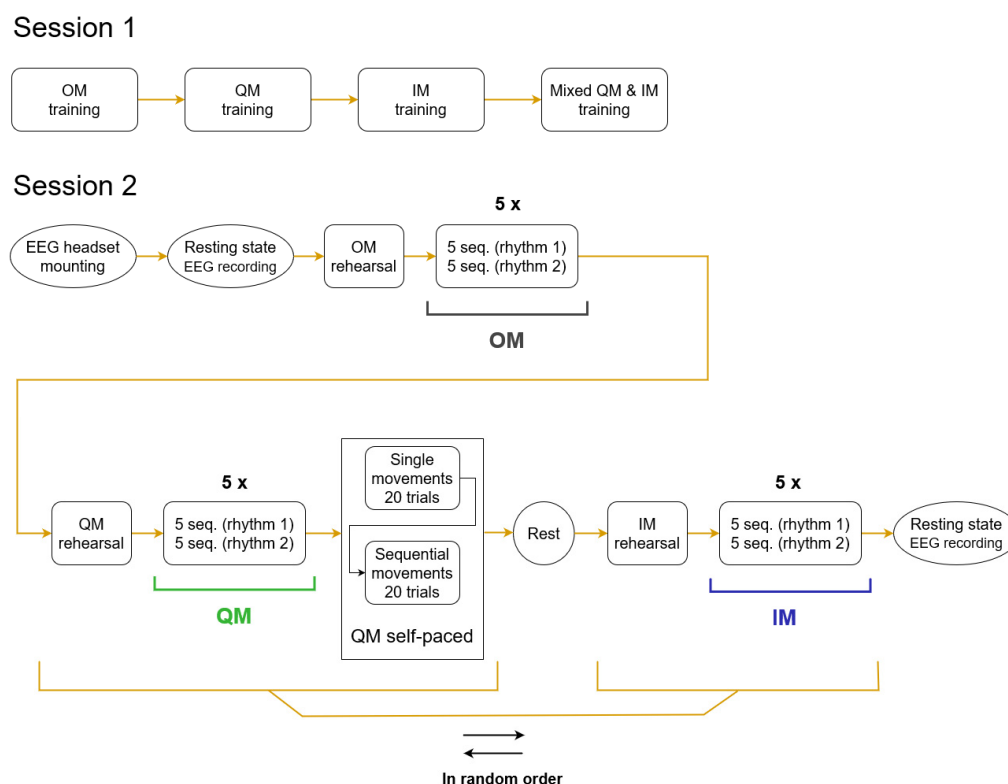 Session 1
OM
training
QM
training
IM
training
Mixed QM & IM
training
Session 2
EEG headset
mounting
Resting state
EEG recording
OM
rehearsal
5 x
5 seq. (rhythm 1)
5 seq. (rhythm 2)
OM
QM
rehearsal
5 x
5 seq. (rhythm 1)
5 seq. (rhythm 2)
QM
Single
movements
20 trials
Sequential
movements
20 trials
QM self-paced
Rest
IM
rehearsal
5 x
5 seq. (rhythm 1)
5 seq. (rhythm 2)
IM
Resting state
EEG recording
In random order